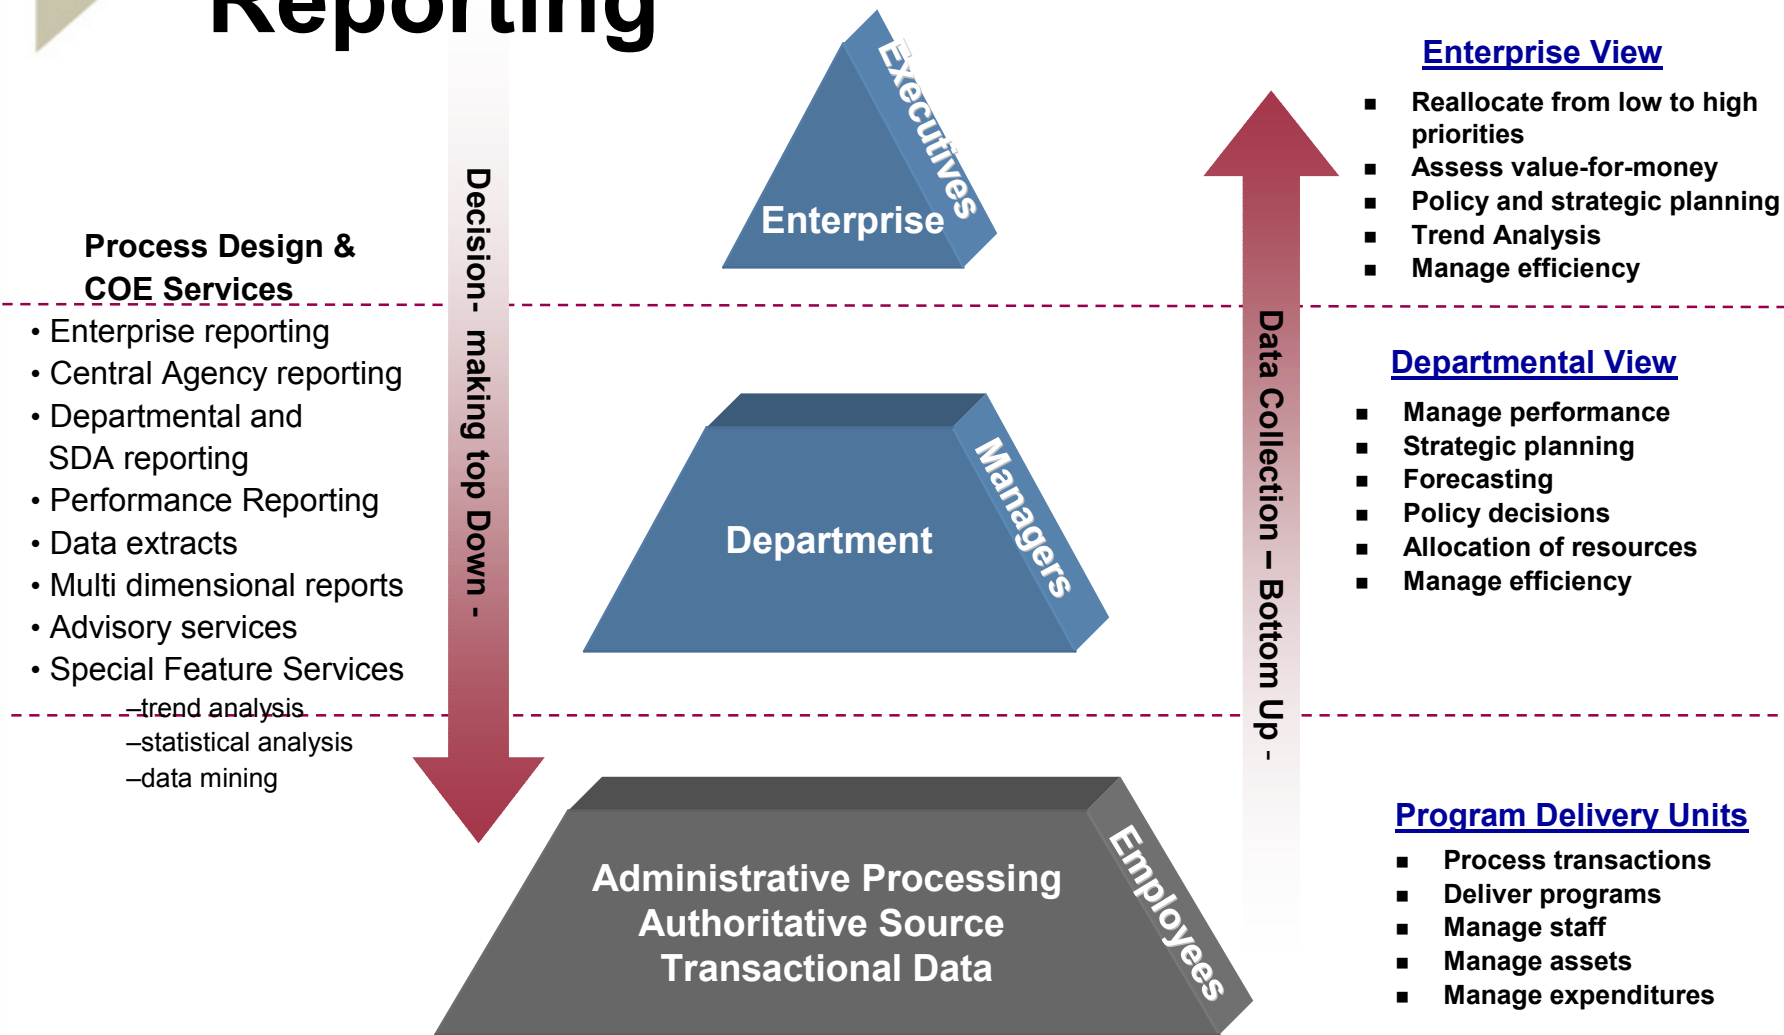 Reporting
Process Design &
COE Services
• Enterprise reporting
• Central Agency reporting
• Departmental and
SDA reporting
• Performance Reporting
• Data extracts
• Multi dimensional reports
• Advisory services
• Special Feature Services
–trend analysis
–statistical analysis
–data mining
Decision- making top Down -
Executives
Enterprise
Managers
Department
Employees
Administrative Processing
Authoritative Source
Transactional Data
Data Collection – Bottom Up -
Enterprise View
■ Reallocate from low to high
priorities
■ Assess value-for-money
■ Policy and strategic planning
■ Trend Analysis
■ Manage efficiency
Departmental View
■ Manage performance
■ Strategic planning
■ Forecasting
■ Policy decisions
■ Allocation of resources
■ Manage efficiency
Program Delivery Units
■ Process transactions
■ Deliver programs
■ Manage staff
■ Manage assets
■ Manage expenditures